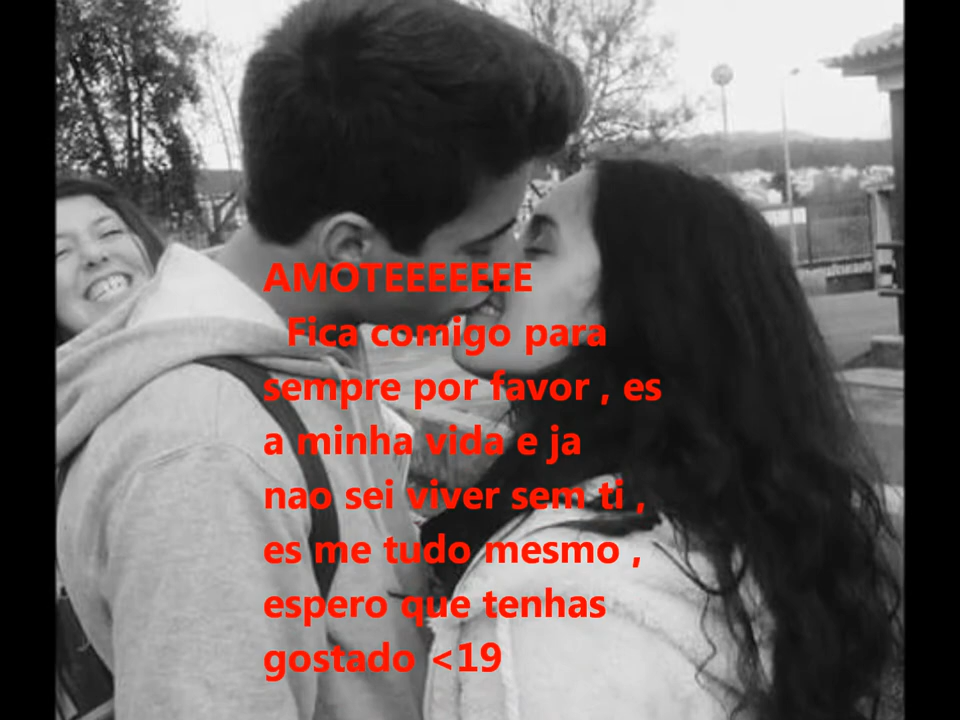 AMOTEEEEEEE
Fica comigo para
sempre por favor , es
a minha vida e ja
nao sei viver sem ti ,
es me tudo mesmo ,
espero que tenhas
gostado <19